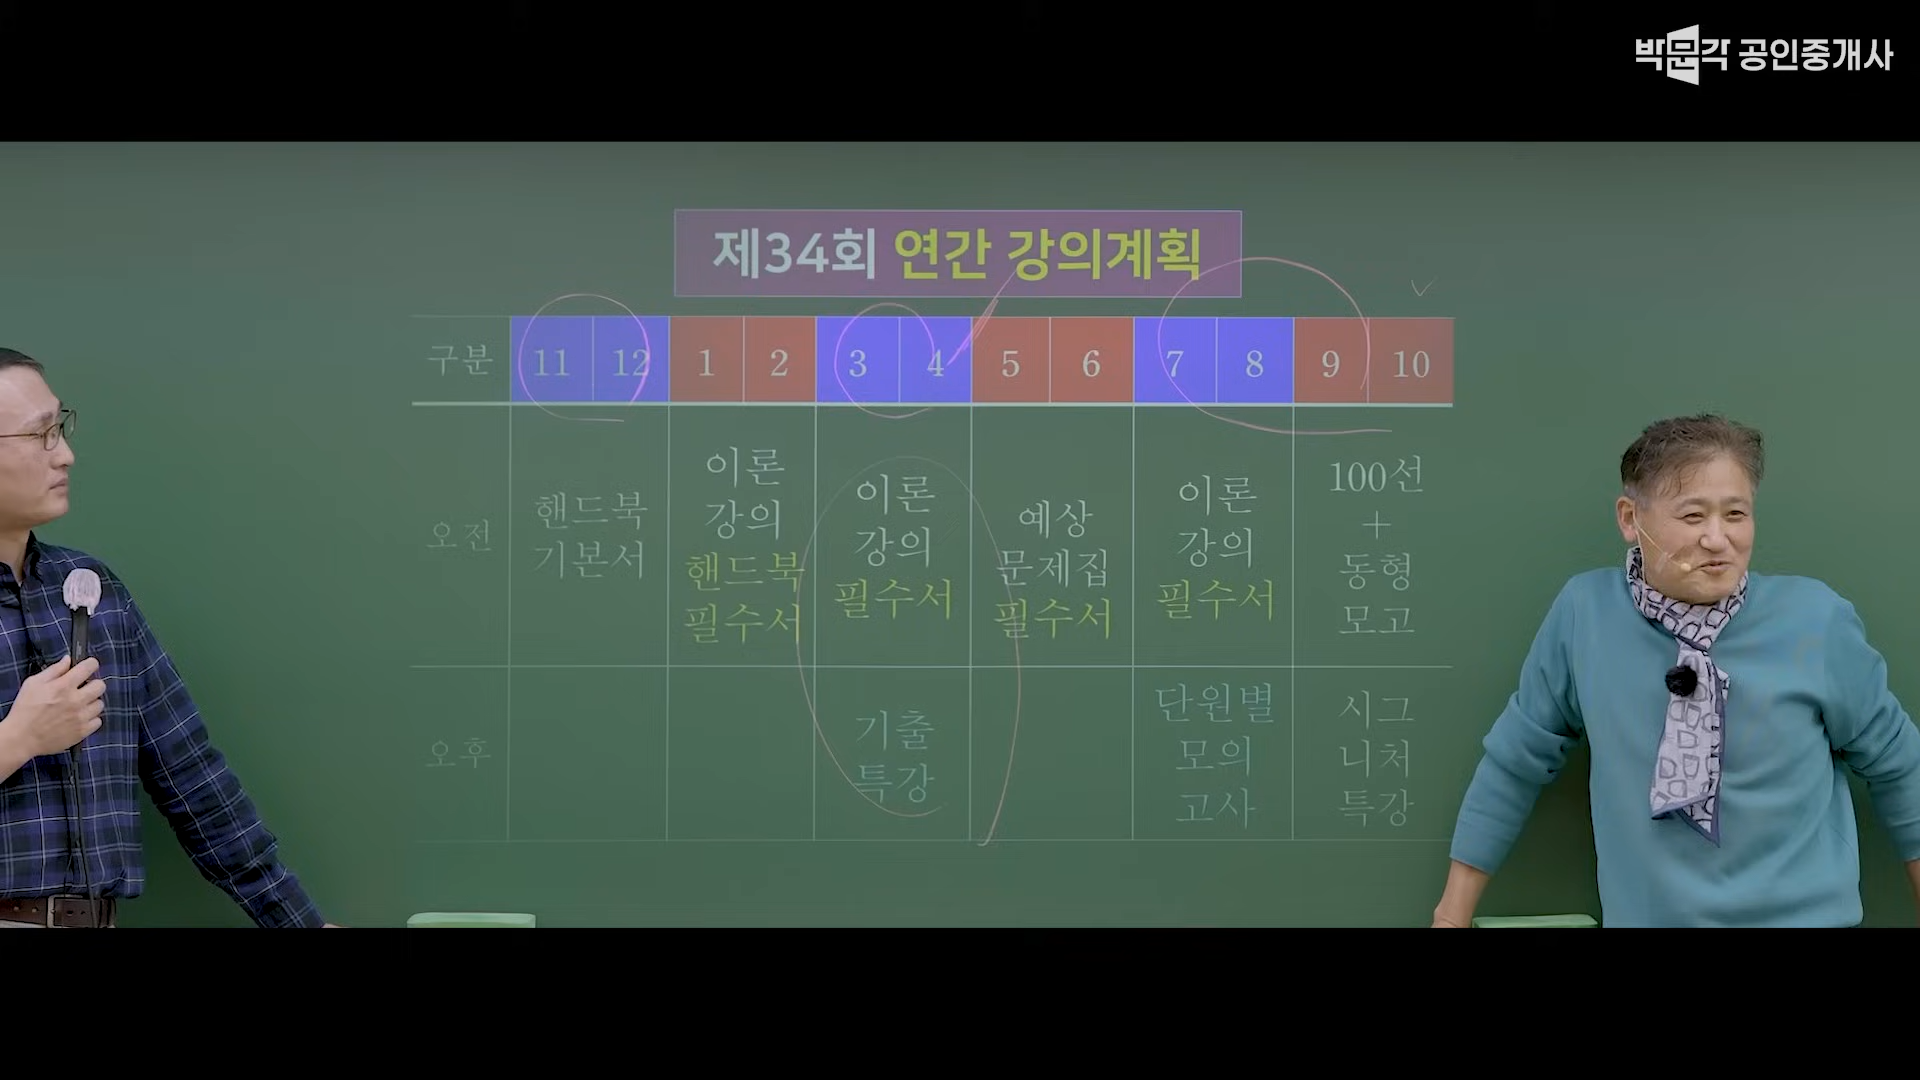 박문각 공인중개사
제34회 연간 강의계획
구분 11 12 1 2 3 4 5 6 7 8 9 10
오전
핸드북
기본서
이론
강의
핸드북
필수서
이론
강의
필수서
예상
문제집
필수서
이론
강의
필수서
100선
+
동형
모고
오후
기출
특강
단원별
모의
고사
시그
니처
특강